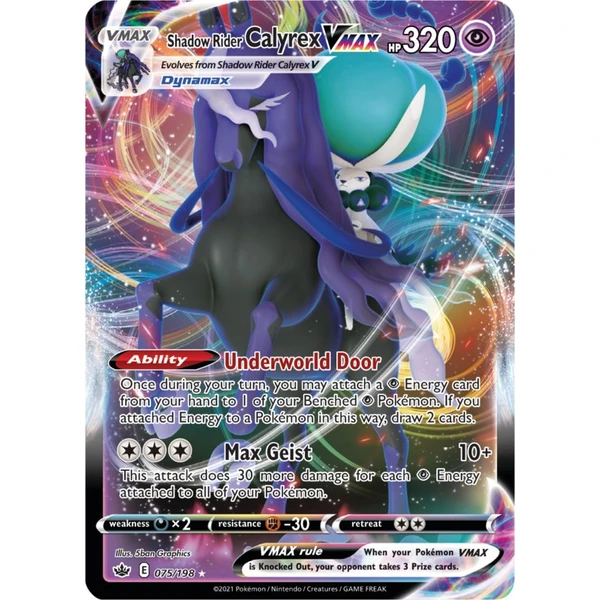 VMAX
Shadow Rider Calyrex VMAX HP 320
Evolves from Shadow Rider Calyrex V
Dynamax
Ability Underworld Door
Once during your turn, you may attach a Energy card
from your hand to 1 of your Benched Pokémon. If you
attached Energy to a Pokémon in this way, draw 2 cards.
Max Geist 10+
This attack does 30 more damage for each Energy
attached to all of your Pokémon.
weakness ×2 resistance -30 retreat
Illus. 5ban Graphics
VMAX rule When your Pokémon VMAX
is Knocked Out, your opponent takes 3 Prize cards.
E 075/198 ★
©2021 Pokémon / Nintendo / Creatures / GAME FREAK